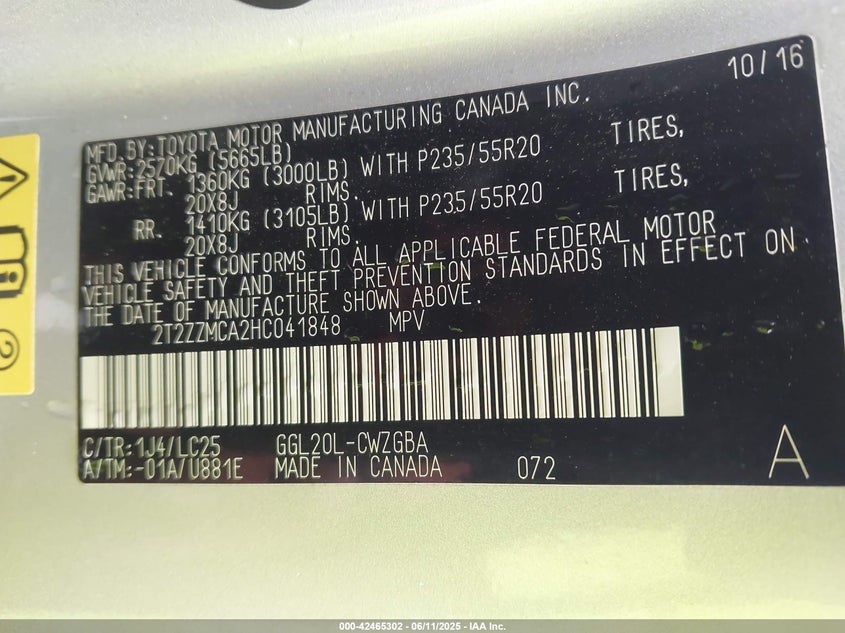 10/16
MFD.BY:TOYOTA MOTOR MANUFACTURING CANADA INC.
GVWR:2570KG (5665LB)
GAWR:FRT. 1360KG (3000LB) WITH P235/55R20 TIRES,
20X8J RIMS.
RR. 1410KG (3105LB) WITH P235/55R20 TIRES,
20X8J RIMS.
THIS VEHICLE CONFORMS TO ALL APPLICABLE FEDERAL MOTOR
VEHICLE SAFETY AND THEFT PREVENTION STANDARDS IN EFFECT ON
THE DATE OF MANUFACTURE SHOWN ABOVE.
2T2ZZMCA2HC041848 MPV
C/TR:1J4/LC25 GGL20L-CWZGBA
A/TM:-01A/U881E MADE IN CANADA 072
A
2
000-42465302 - 06/11/2025 - IAA Inc.